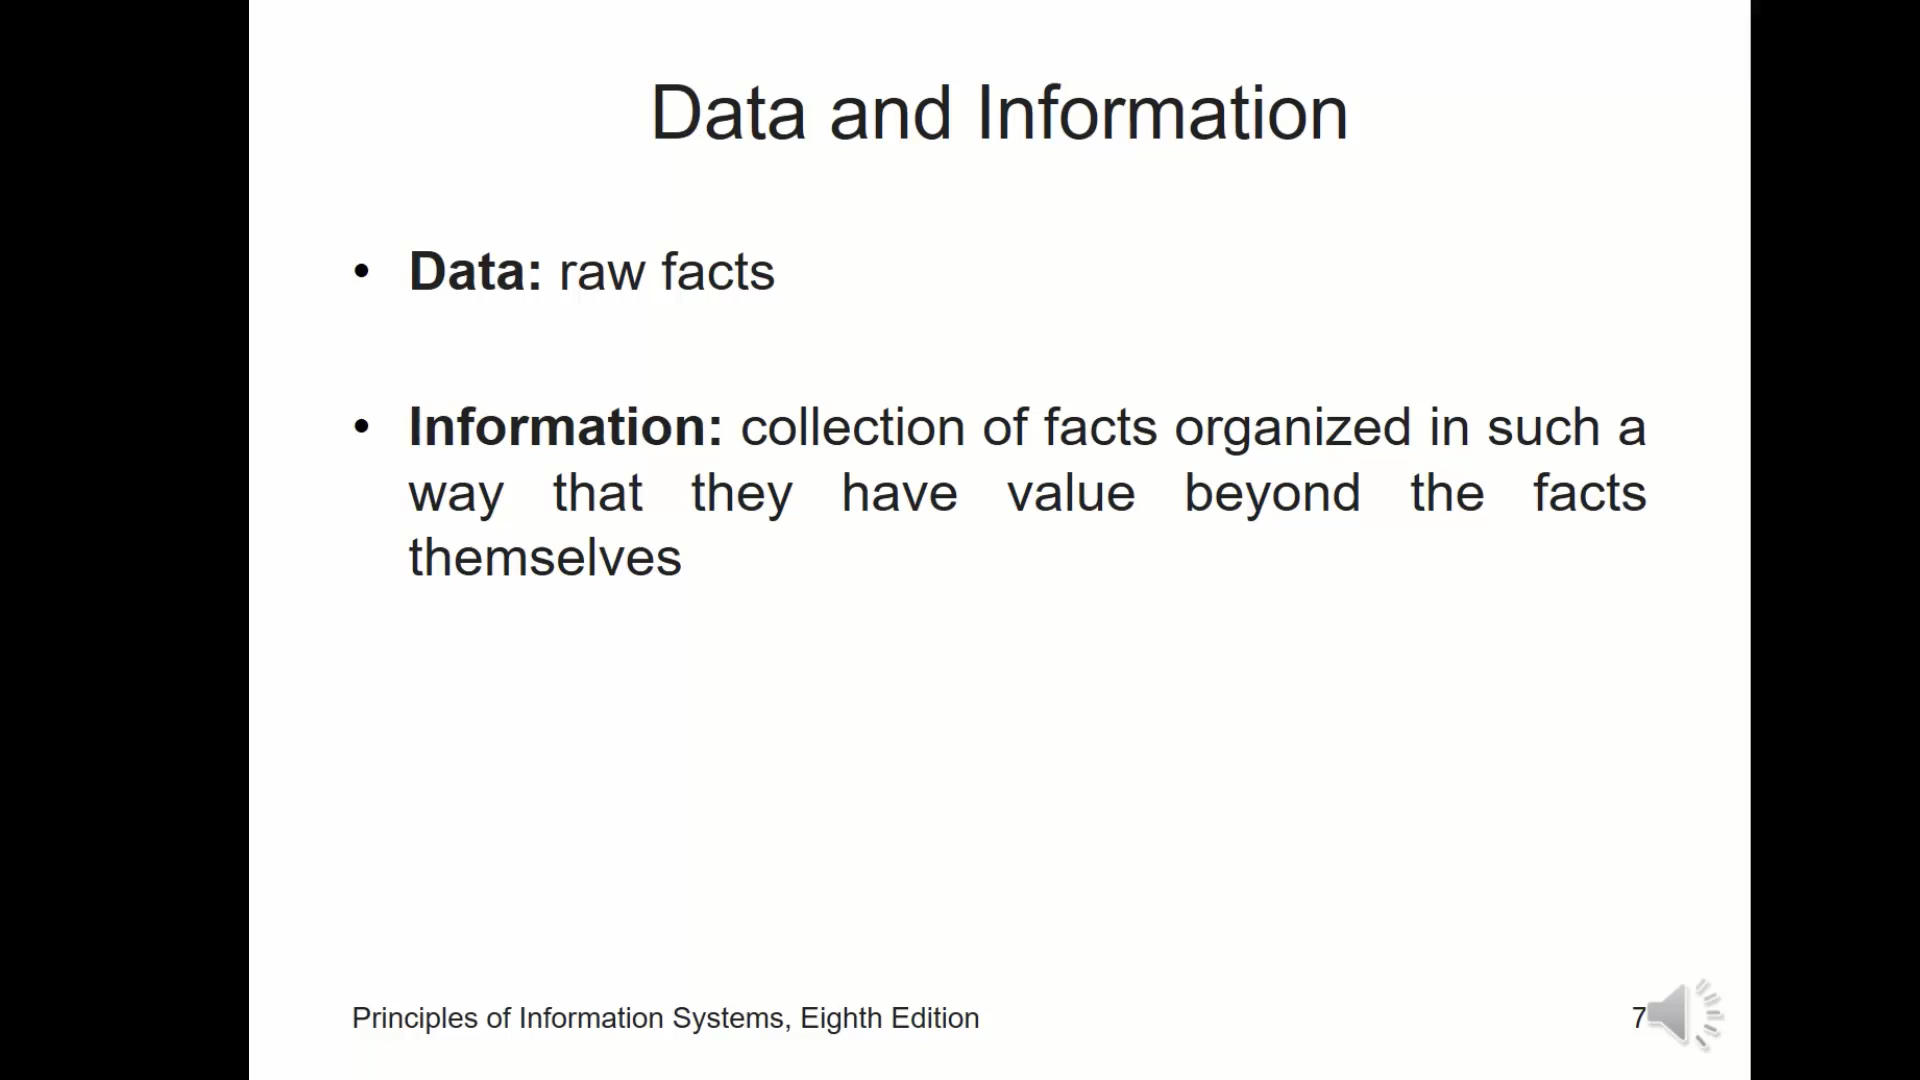 Data and Information
• Data: raw facts
• Information: collection of facts organized in such a
way that they have value beyond the facts
themselves
Principles of Information Systems, Eighth Edition
7